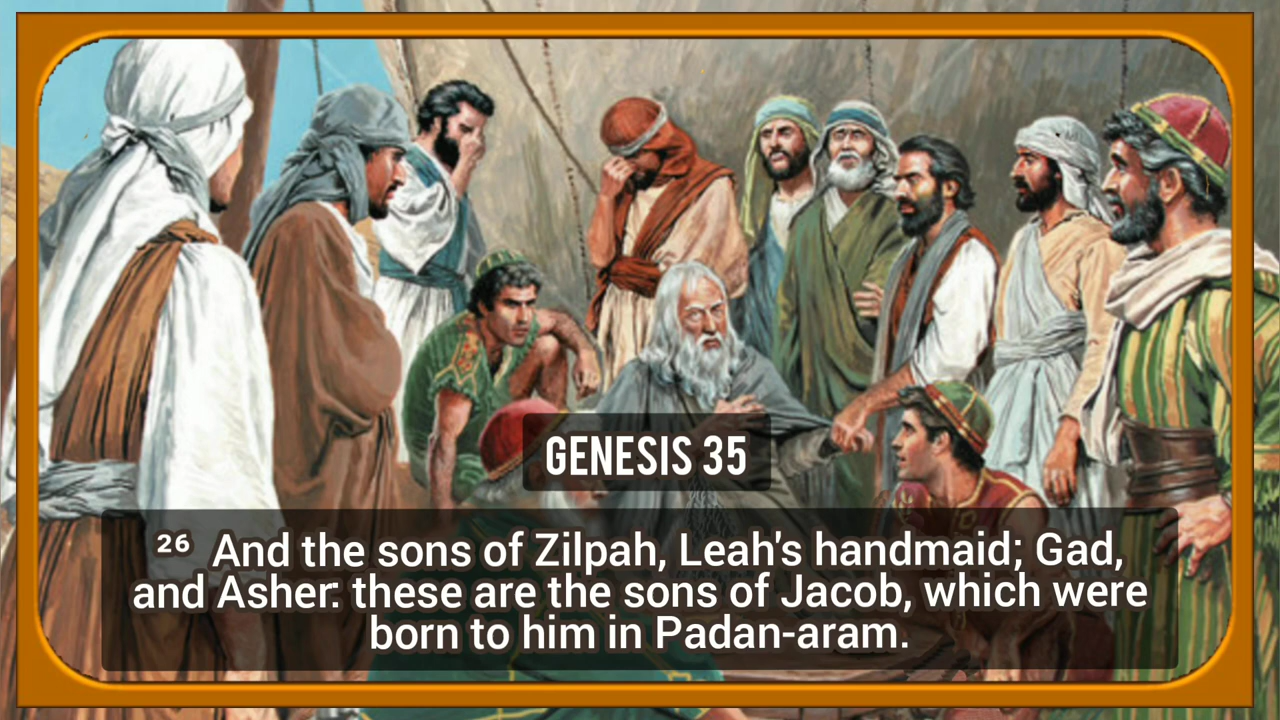 GENESIS 35
26 And the sons of Zilpah, Leah's handmaid; Gad,
and Asher: these are the sons of Jacob, which were
born to him in Padan-aram.